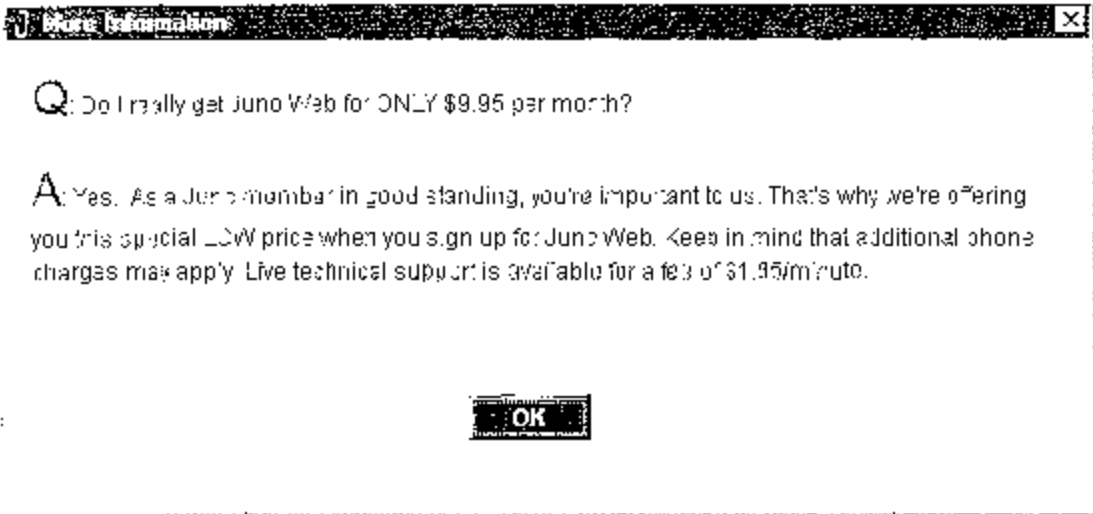 More Information
Q: Do I really get Juno Web for ONLY $9.95 per month?
A: Yes. As a Juno member in good standing, you're important to us. That's why we're offering
you this special LOW price when you sign up for Juno Web. Keep in mind that additional phone
charges may apply. Live technical support is available for a fee of $1.95/minute.
OK